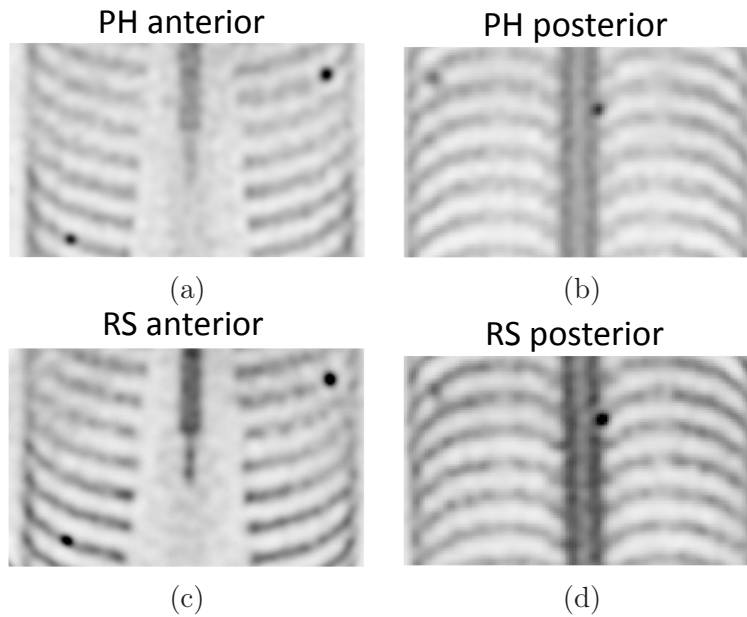 PH anterior
PH posterior
(a)
(b)
RS anterior
RS posterior
(c)
(d)